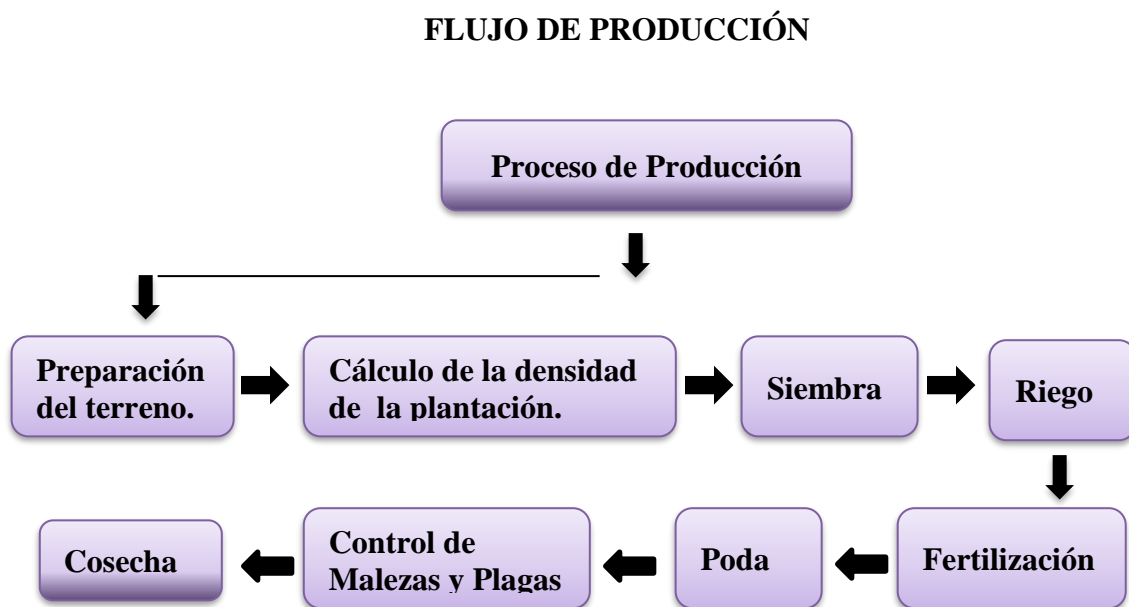 FLUJO DE PRODUCCIÓN
Proceso de Producción
Preparación
del terreno.
Cálculo de la densidad
de la plantación.
Siembra
Riego
Fertilización
Poda
Control de
Malezas y Plagas
Cosecha